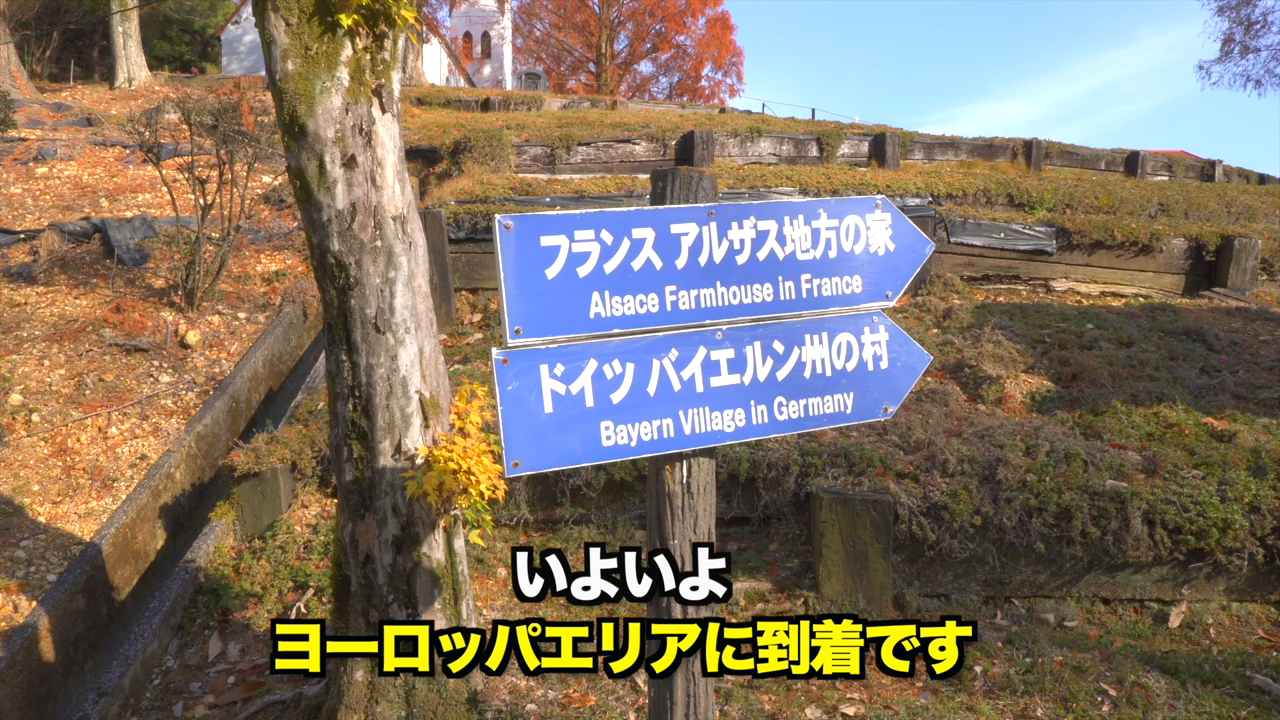 フランス アルザス地方の家
Alsace Farmhouse in France
ドイツ バイエルン州の村
Bayern Village in Germany
いよいよ
ヨーロッパエリアに到着です